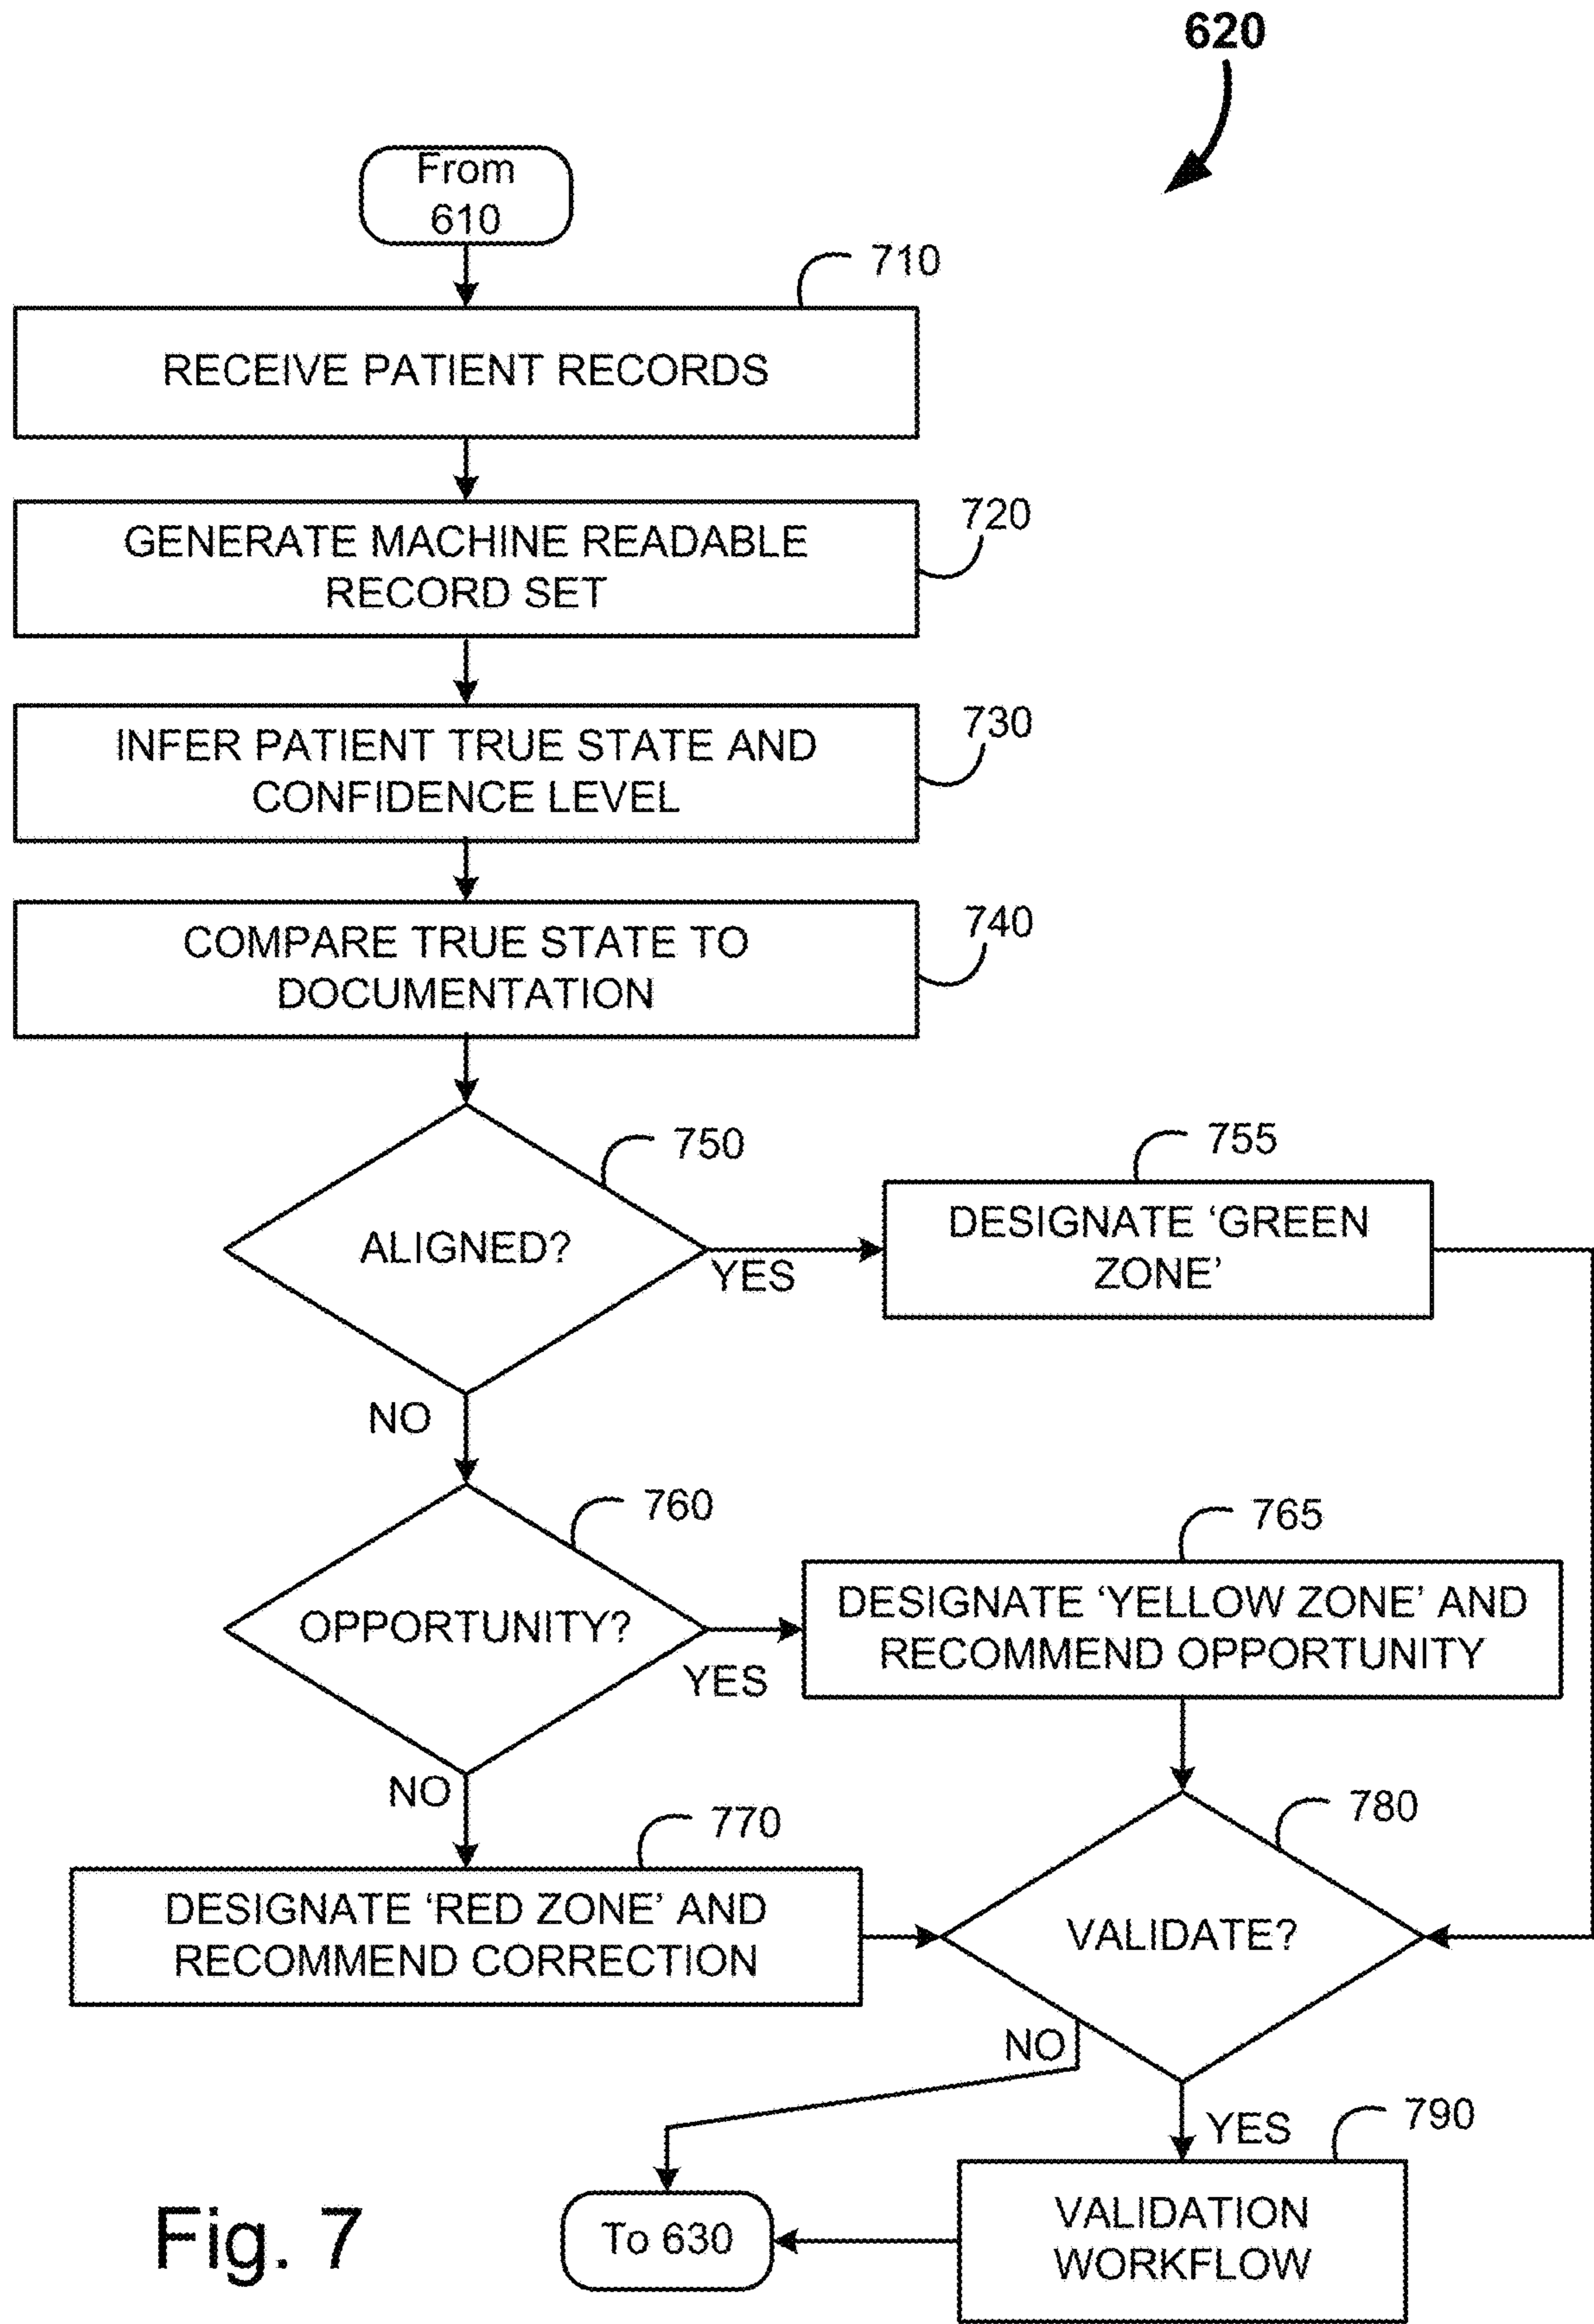 620
From
610
710
RECEIVE PATIENT RECORDS
720
GENERATE MACHINE READABLE
RECORD SET
730
INFER PATIENT TRUE STATE AND
CONFIDENCE LEVEL
740
COMPARE TRUE STATE TO
DOCUMENTATION
750
ALIGNED?
YES
755
DESIGNATE ‘GREEN
ZONE’
NO
760
OPPORTUNITY?
YES
765
DESIGNATE ‘YELLOW ZONE’ AND
RECOMMEND OPPORTUNITY
NO
770
DESIGNATE ‘RED ZONE’ AND
RECOMMEND CORRECTION
780
VALIDATE?
NO
YES
790
VALIDATION
WORKFLOW
To 630
Fig. 7